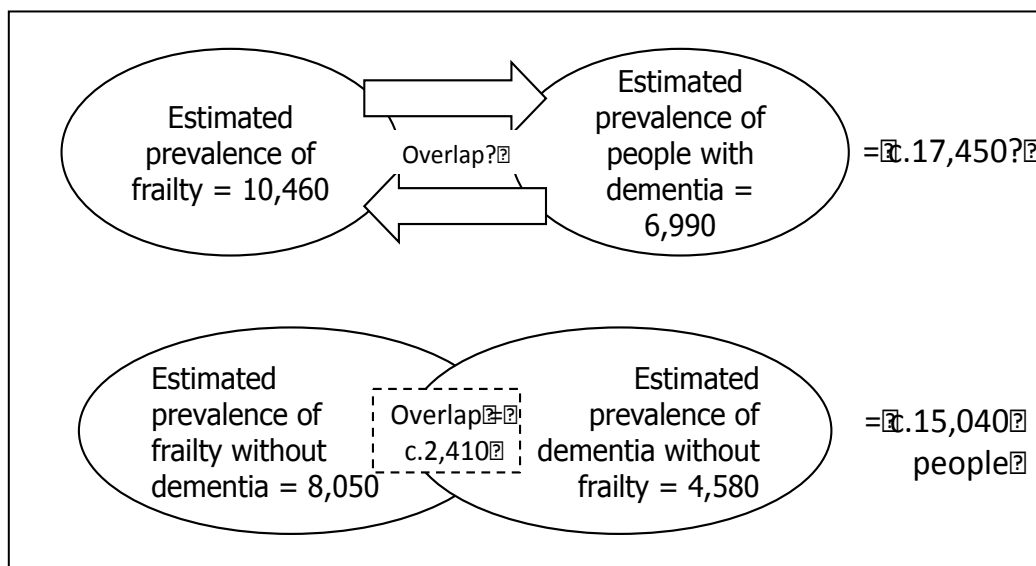 Estimated
prevalence of
frailty = 10,460
Overlap?
Estimated
prevalence of
people with
dementia =
6,990
= c.17,450?
Estimated
prevalence of
frailty without
dementia = 8,050
Overlap =
c.2,410
Estimated
prevalence of
dementia without
frailty = 4,580
= c.15,040
people